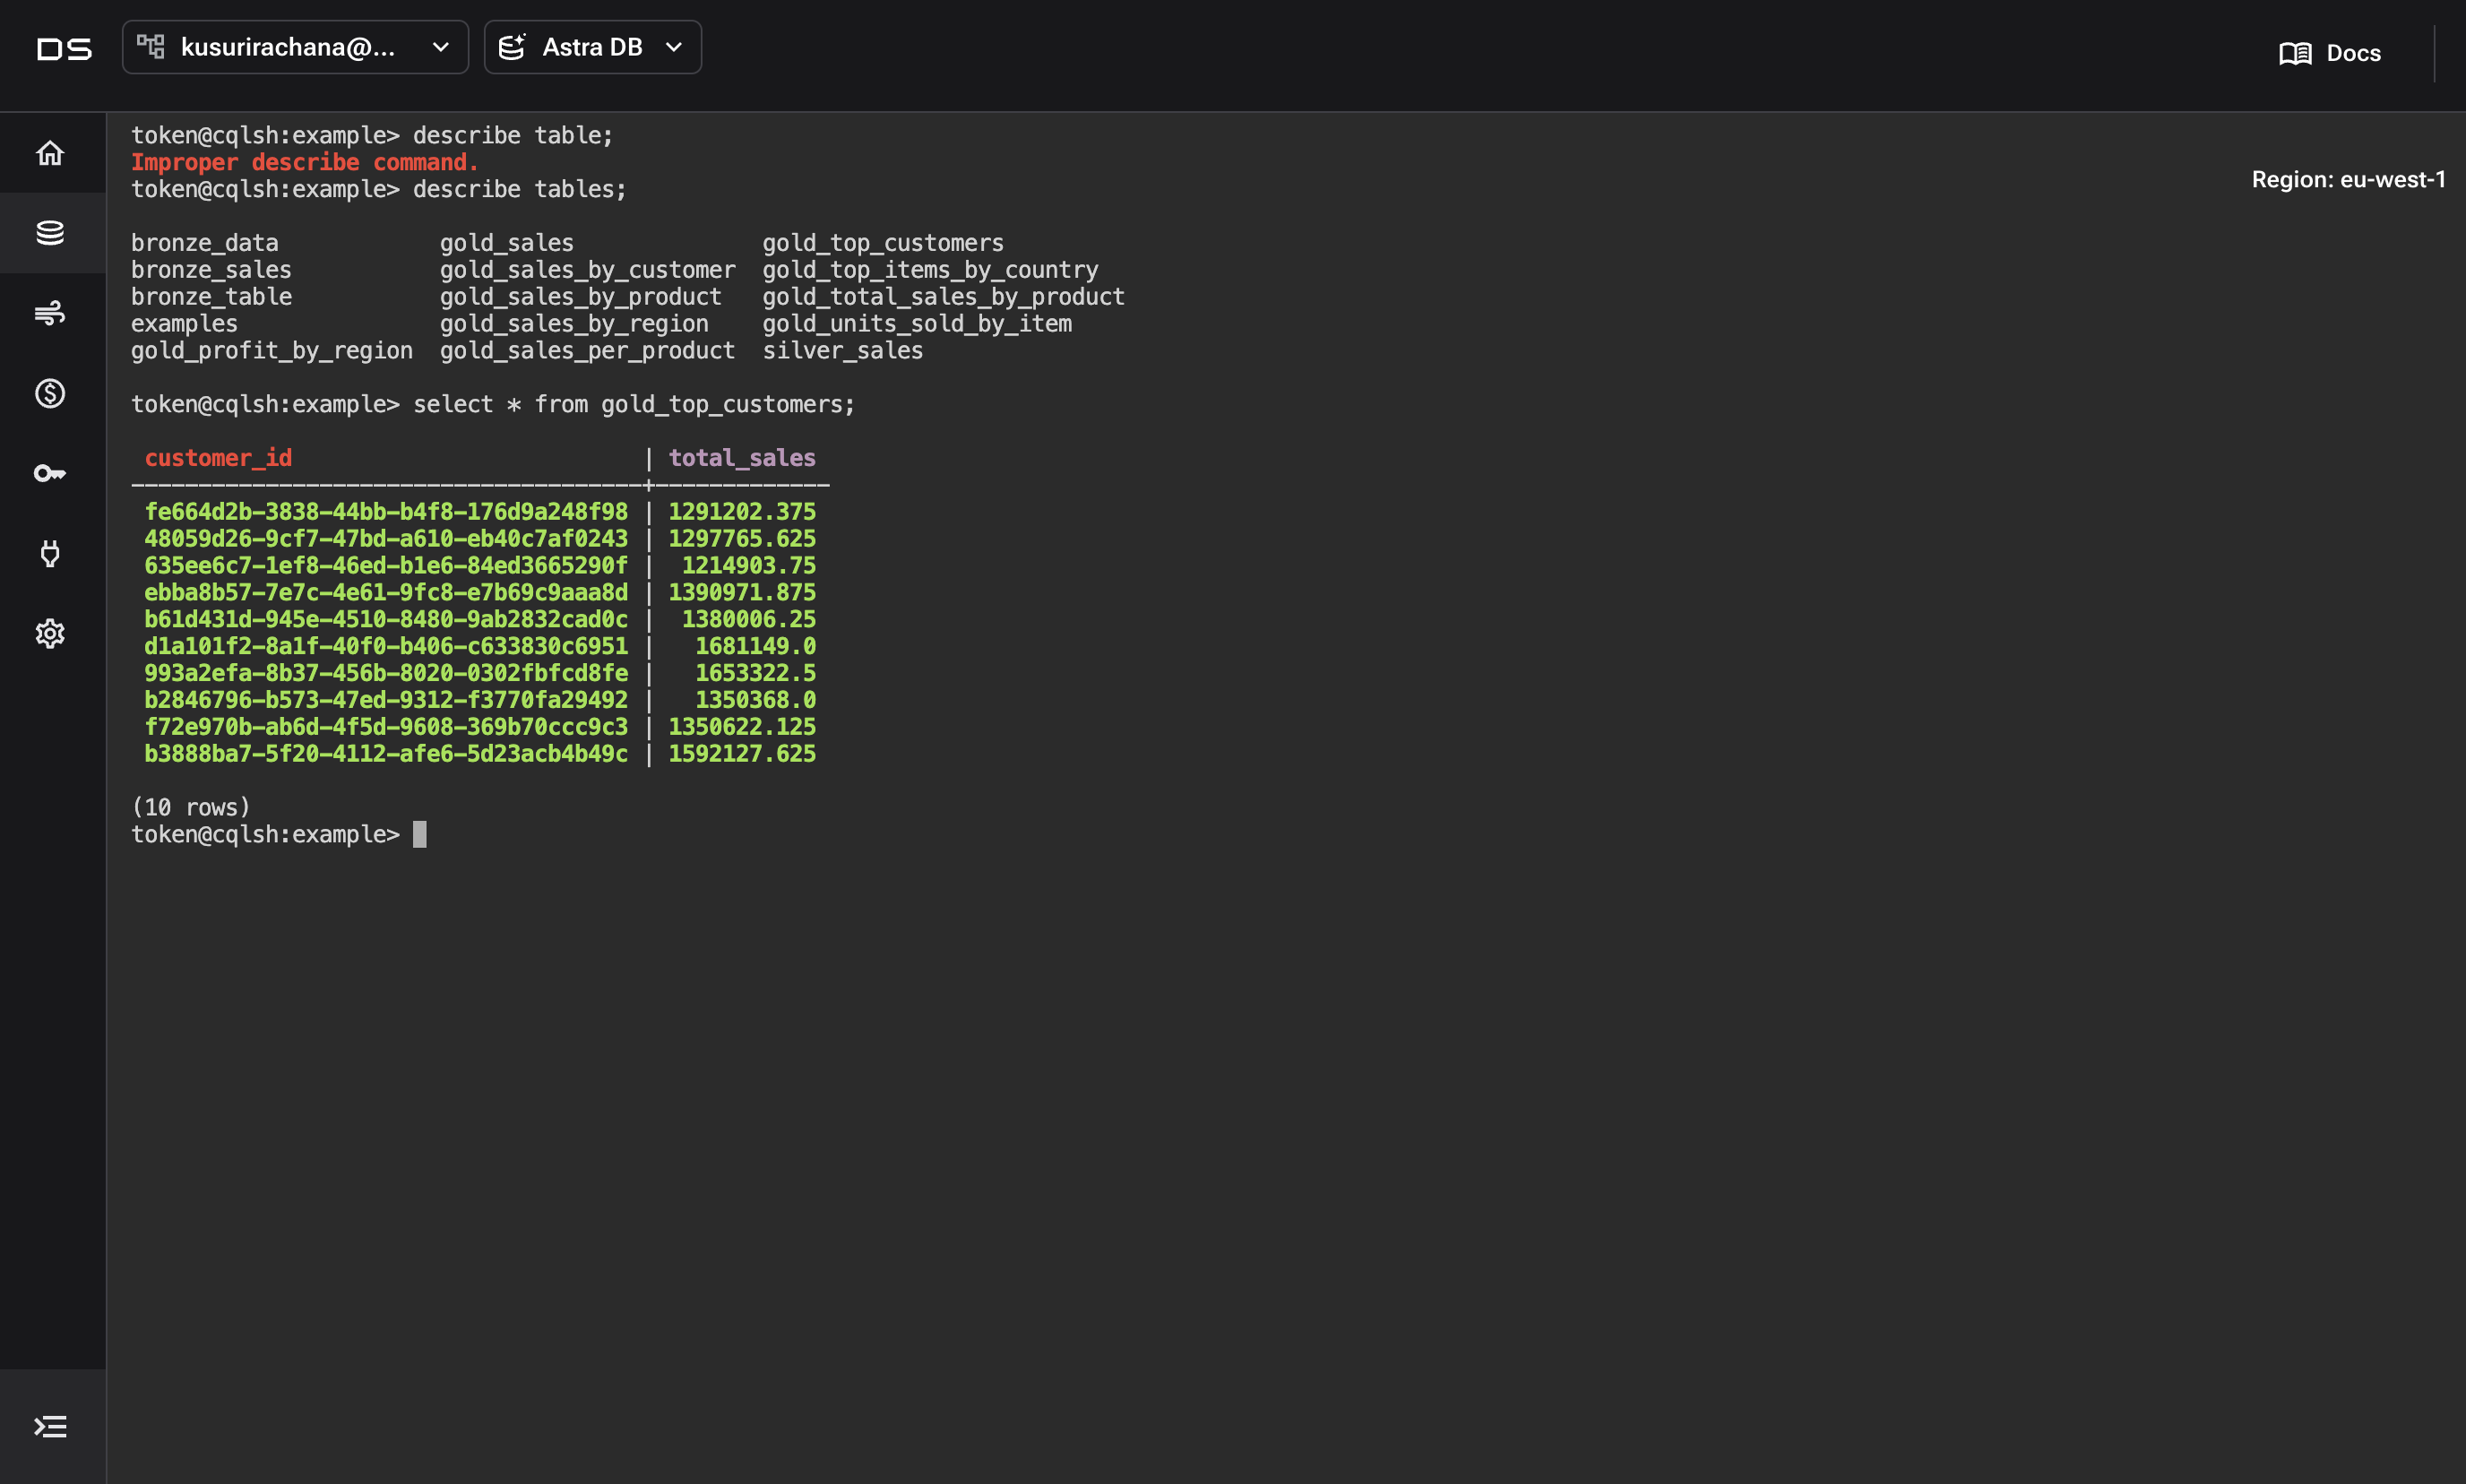 DS kusurirachana@... Astra DB Docs
token@cqlsh:example> describe table;
Improper describe command.
token@cqlsh:example> describe tables;
Region: eu-west-1
bronze_data gold_sales gold_top_customers
bronze_sales gold_sales_by_customer gold_top_items_by_country
bronze_table gold_sales_by_product gold_total_sales_by_product
examples gold_sales_by_region gold_units_sold_by_item
gold_profit_by_region gold_sales_per_product silver_sales
token@cqlsh:example> select * from gold_top_customers;
customer_id | total_sales
--------------------------------------+-------------
fe664d2b-3838-44bb-b4f8-176d9a248f98 | 1291202.375
48059d26-9cf7-47bd-a610-eb40c7af0243 | 1297765.625
635ee6c7-1ef8-46ed-b1e6-84ed3665290f | 1214903.75
ebba8b57-7e7c-4e61-9fc8-e7b69c9aaa8d | 1390971.875
b61d431d-945e-4510-8480-9ab2832cad0c | 1380006.25
d1a101f2-8a1f-40f0-b406-c633830c6951 | 1681149.0
993a2efa-8b37-456b-8020-0302fbfcd8fe | 1653322.5
b2846796-b573-47ed-9312-f3770fa29492 | 1350368.0
f72e970b-ab6d-4f5d-9608-369b70ccc9c3 | 1350622.125
b3888ba7-5f20-4112-afe6-5d23acb4b49c | 1592127.625
(10 rows)
token@cqlsh:example>